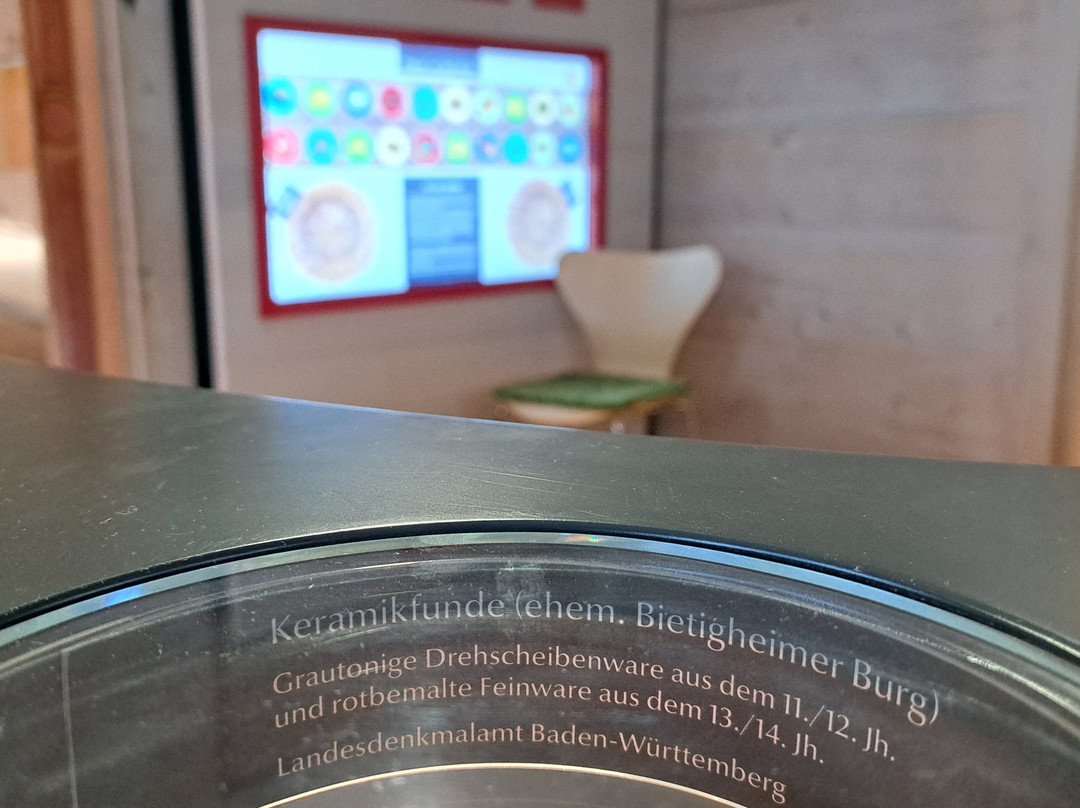 Keramikfunde (ehem. Bietigheimer Burg)
Grautonige Drehscheibenware aus dem 11./12. Jh.
und rotbemalte Feinware aus dem 13./14. Jh.
Landesdenkmalamt Baden-Württemberg